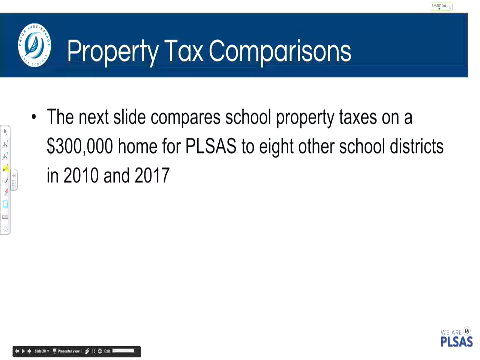 Property Tax Comparisons
• The next slide compares school property taxes on a
$300,000 home for PLSAS to eight other school districts
in 2010 and 2017
WE ARE
PLSAS